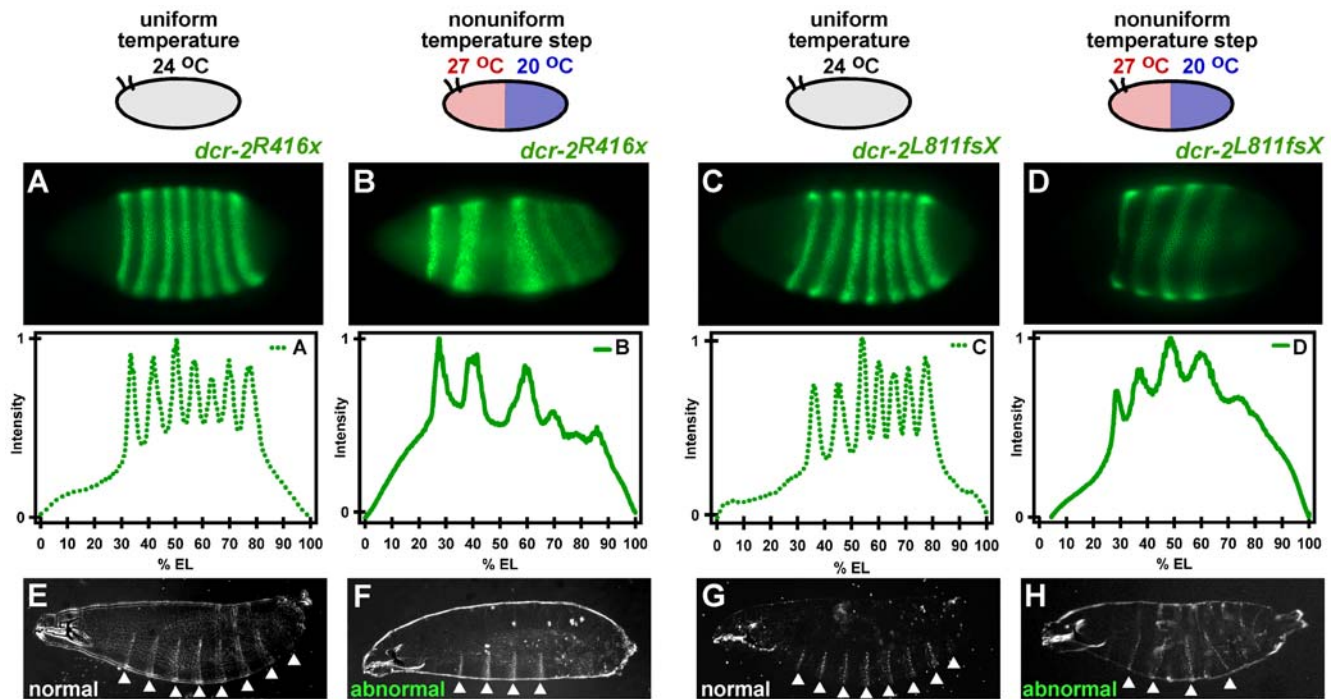 uniform
temperature
24 °C
nonuniform
temperature step
27 °C 20 °C
uniform
temperature
24 °C
nonuniform
temperature step
27 °C 20 °C
dcr-2R416x
dcr-2R416x
dcr-2L811fsX
dcr-2L811fsX
A
B
C
D
1
Intensity
0
A
0 10 20 30 40 50 60 70 80 90 100
% EL
1
Intensity
0
B
0 10 20 30 40 50 60 70 80 90 100
% EL
1
Intensity
0
C
0 10 20 30 40 50 60 70 80 90 100
% EL
1
Intensity
0
D
0 10 20 30 40 50 60 70 80 90 100
% EL
E
normal
F
abnormal
G
normal
H
abnormal